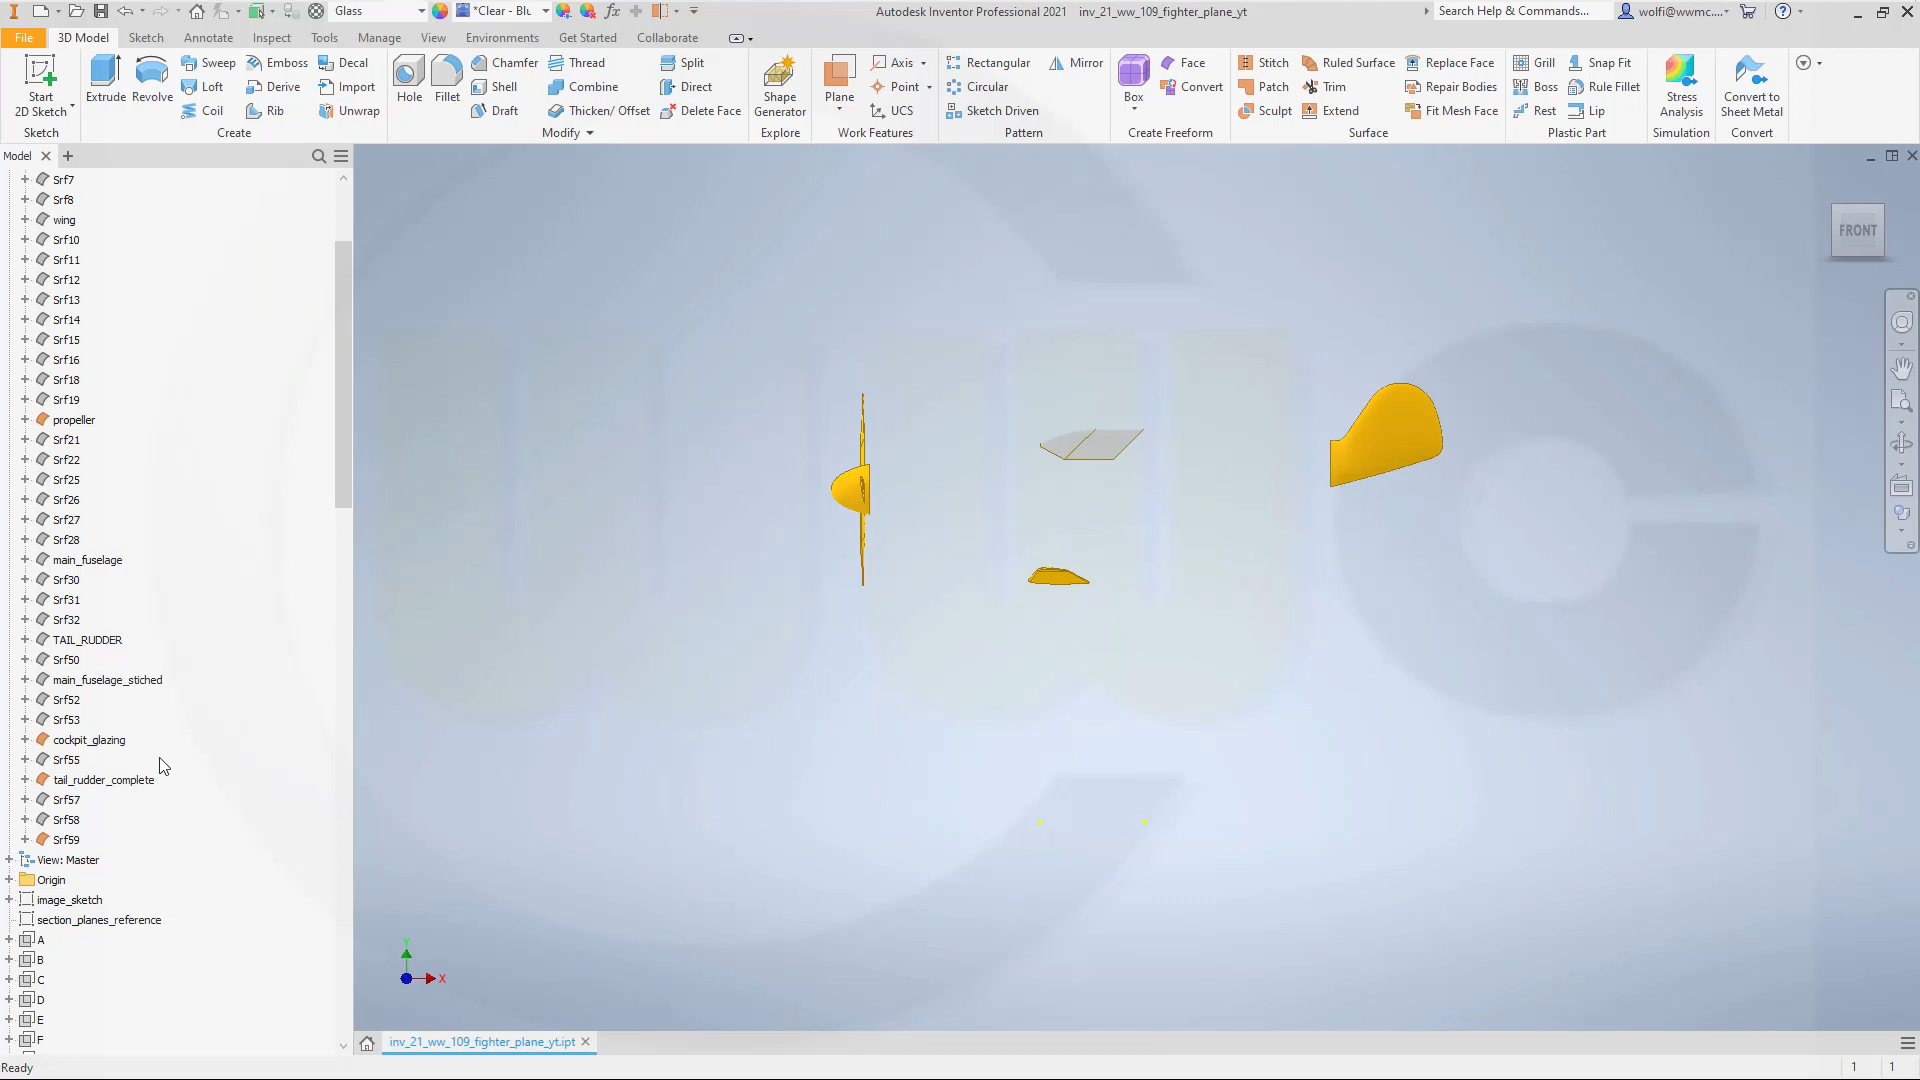 Glass
*Clear - Blu
Autodesk Inventor Professional 2021 inv_21_ww_109_fighter_plane_yt
Search Help & Commands...
wolfi@wwmc....
File 3D Model Sketch Annotate Inspect Tools Manage View Environments Get Started Collaborate
Start
2D Sketch
Extrude
Revolve
Sweep
Emboss
Decal
Loft
Derive
Import
Coil
Rib
Unwrap
Hole
Fillet
Chamfer
Thread
Split
Shell
Combine
Direct
Draft
Thicken/ Offset
Delete Face
Shape
Generator
Plane
Axis
Point
UCS
Rectangular
Mirror
Circular
Sketch Driven
Box
Face
Convert
Stitch
Ruled Surface
Replace Face
Patch
Trim
Repair Bodies
Sculpt
Extend
Fit Mesh Face
Grill
Snap Fit
Boss
Rule Fillet
Rest
Lip
Stress
Analysis
Convert to
Sheet Metal
Sketch Create Modify Explore Work Features Pattern Create Freeform Surface Plastic Part Simulation Convert
Model
Srf7
Srf8
wing
Srf10
Srf11
Srf12
Srf13
Srf14
Srf15
Srf16
Srf18
Srf19
propeller
Srf21
Srf22
Srf25
Srf26
Srf27
Srf28
main_fuselage
Srf30
Srf31
Srf32
TAIL_RUDDER
Srf50
main_fuselage_stiched
Srf52
Srf53
cockpit_glazing
Srf55
tail_rudder_complete
Srf57
Srf58
Srf59
View: Master
Origin
image_sketch
section_planes_reference
A
B
C
D
E
F
FRONT
Y
X
inv_21_ww_109_fighter_plane_yt.ipt
Ready
1 1